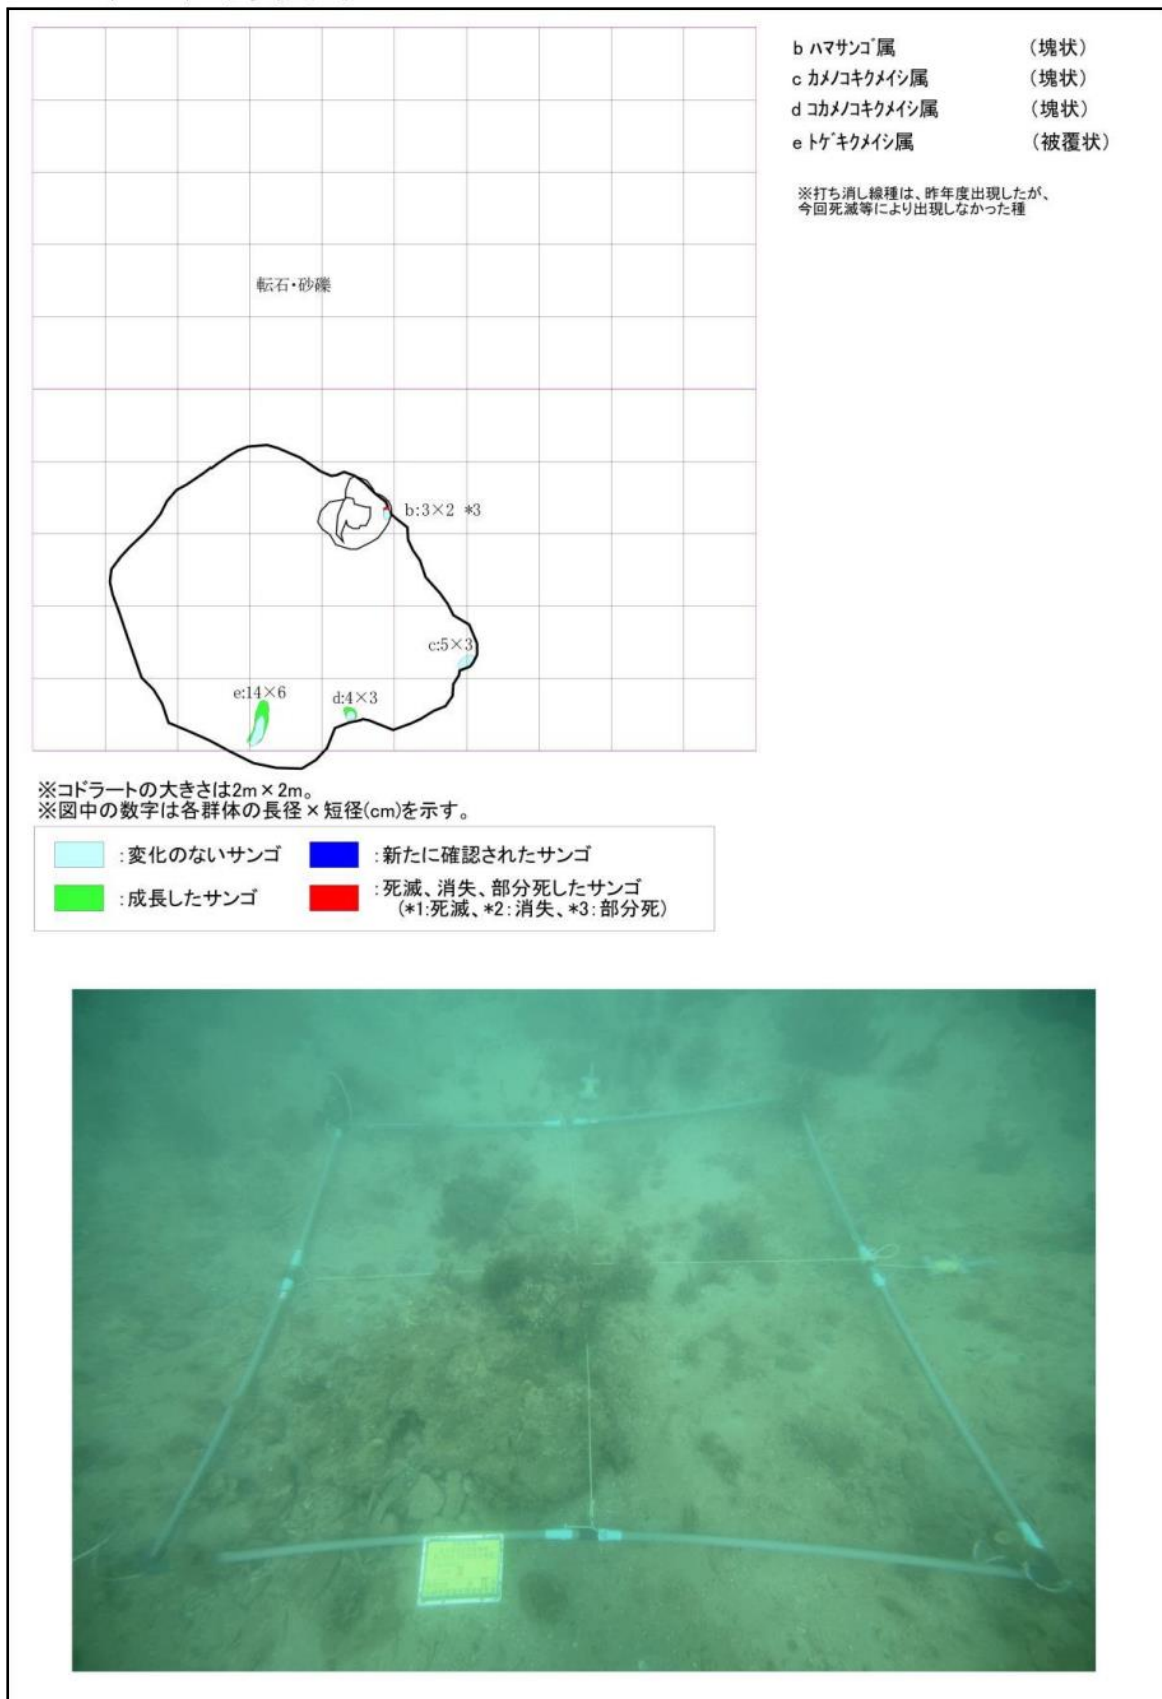 b ハマサンゴ属 (塊状)
c カメノコキクメイシ属 (塊状)
d コカメノコキクメイシ属 (塊状)
e トゲキクメイシ属 (被覆状)
※打ち消し線種は、昨年度出現したが、
今回死滅等により出現しなかった種
転石・砂礫
b:3×2 *3
c:5×3
e:14×6
d:4×3
※コドラートの大きさは2m×2m。
※図中の数字は各群体の長径×短径(cm)を示す。
:変化のないサンゴ
:新たに確認されたサンゴ
:成長したサンゴ
:死滅、消失、部分死したサンゴ
(*1:死滅、*2:消失、*3:部分死)